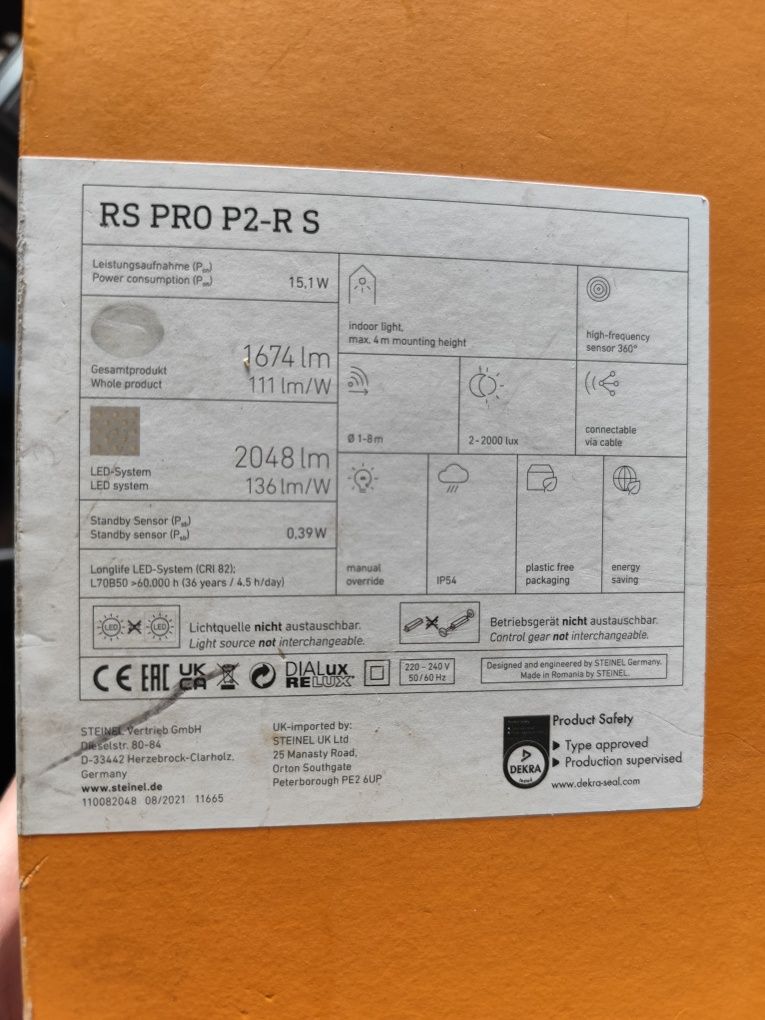 RS PRO P2-R S
Leistungsaufnahme (Pon)
Power consumption (Pon)
15,1 W
Gesamtprodukt
Whole product
1674 lm
111 lm/W
LED-System
LED system
2048 lm
136 lm/W
Standby Sensor (Psb)
Standby sensor (Psb)
0,39 W
Longlife LED-System (CRI 82);
L70B50 >60.000 h (36 years / 4.5 h/day)
indoor light,
max. 4 m mounting height
high-frequency
sensor 360°
Ø 1-8 m
2 - 2000 lux
connectable
via cable
manual
override
IP54
plastic free
packaging
energy
saving
LED
LED
Lichtquelle nicht austauschbar.
Light source not interchangeable.
Betriebsgerät nicht austauschbar.
Control gear not interchangeable.
CE EAC UK
CA
DIALux
RELUX
220 - 240 V
50 / 60 Hz
Designed and engineered by STEINEL Germany.
Made in Romania by STEINEL.
STEINEL Vertrieb GmbH
Dieselstr. 80-84
D-33442 Herzebrock-Clarholz,
Germany
www.steinel.de
110082048 08/2021 11665
UK-imported by:
STEINEL UK Ltd
25 Manasty Road,
Orton Southgate
Peterborough PE2 6UP
DEKRA
Product Safety
Type approved
Production supervised
www.dekra-seal.com